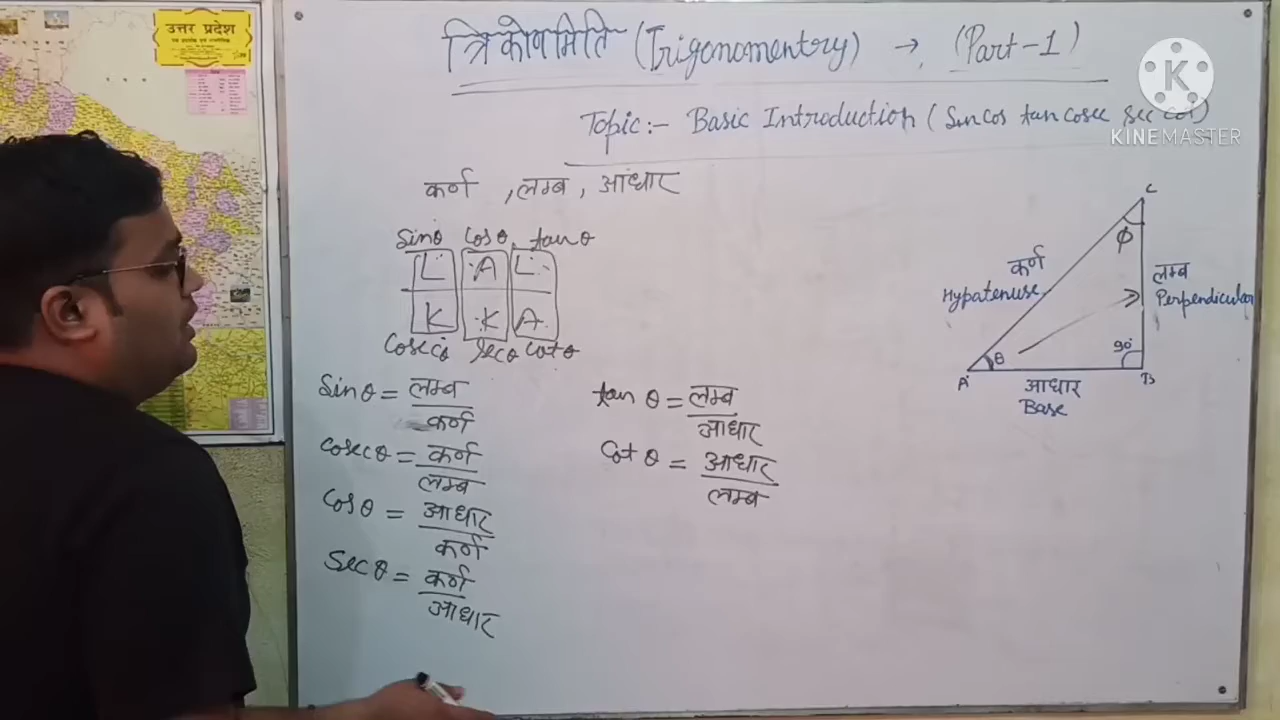 उत्तर प्रदेश
त्रिकोणमिति (Trigonomentry) → (Part-1)
Topic:- Basic Introduction (Sin cos tan cosec sec cot)
KINEMASTER
कर्ण , लम्ब , आधार
Sinθ Cosθ, tanθ
L A L
K K A
Cosecθ Secθ Cotθ
Sinθ = लम्ब
कर्ण
Cosecθ = कर्ण
लम्ब
Cosθ = आधार
कर्ण
Secθ = कर्ण
आधार
tan θ = लम्ब
आधार
Cot θ = आधार
लम्ब
C
ϕ
कर्ण
Hypatenuse
लम्ब
Perpendicular
θ
90°
A
B
आधार
Base